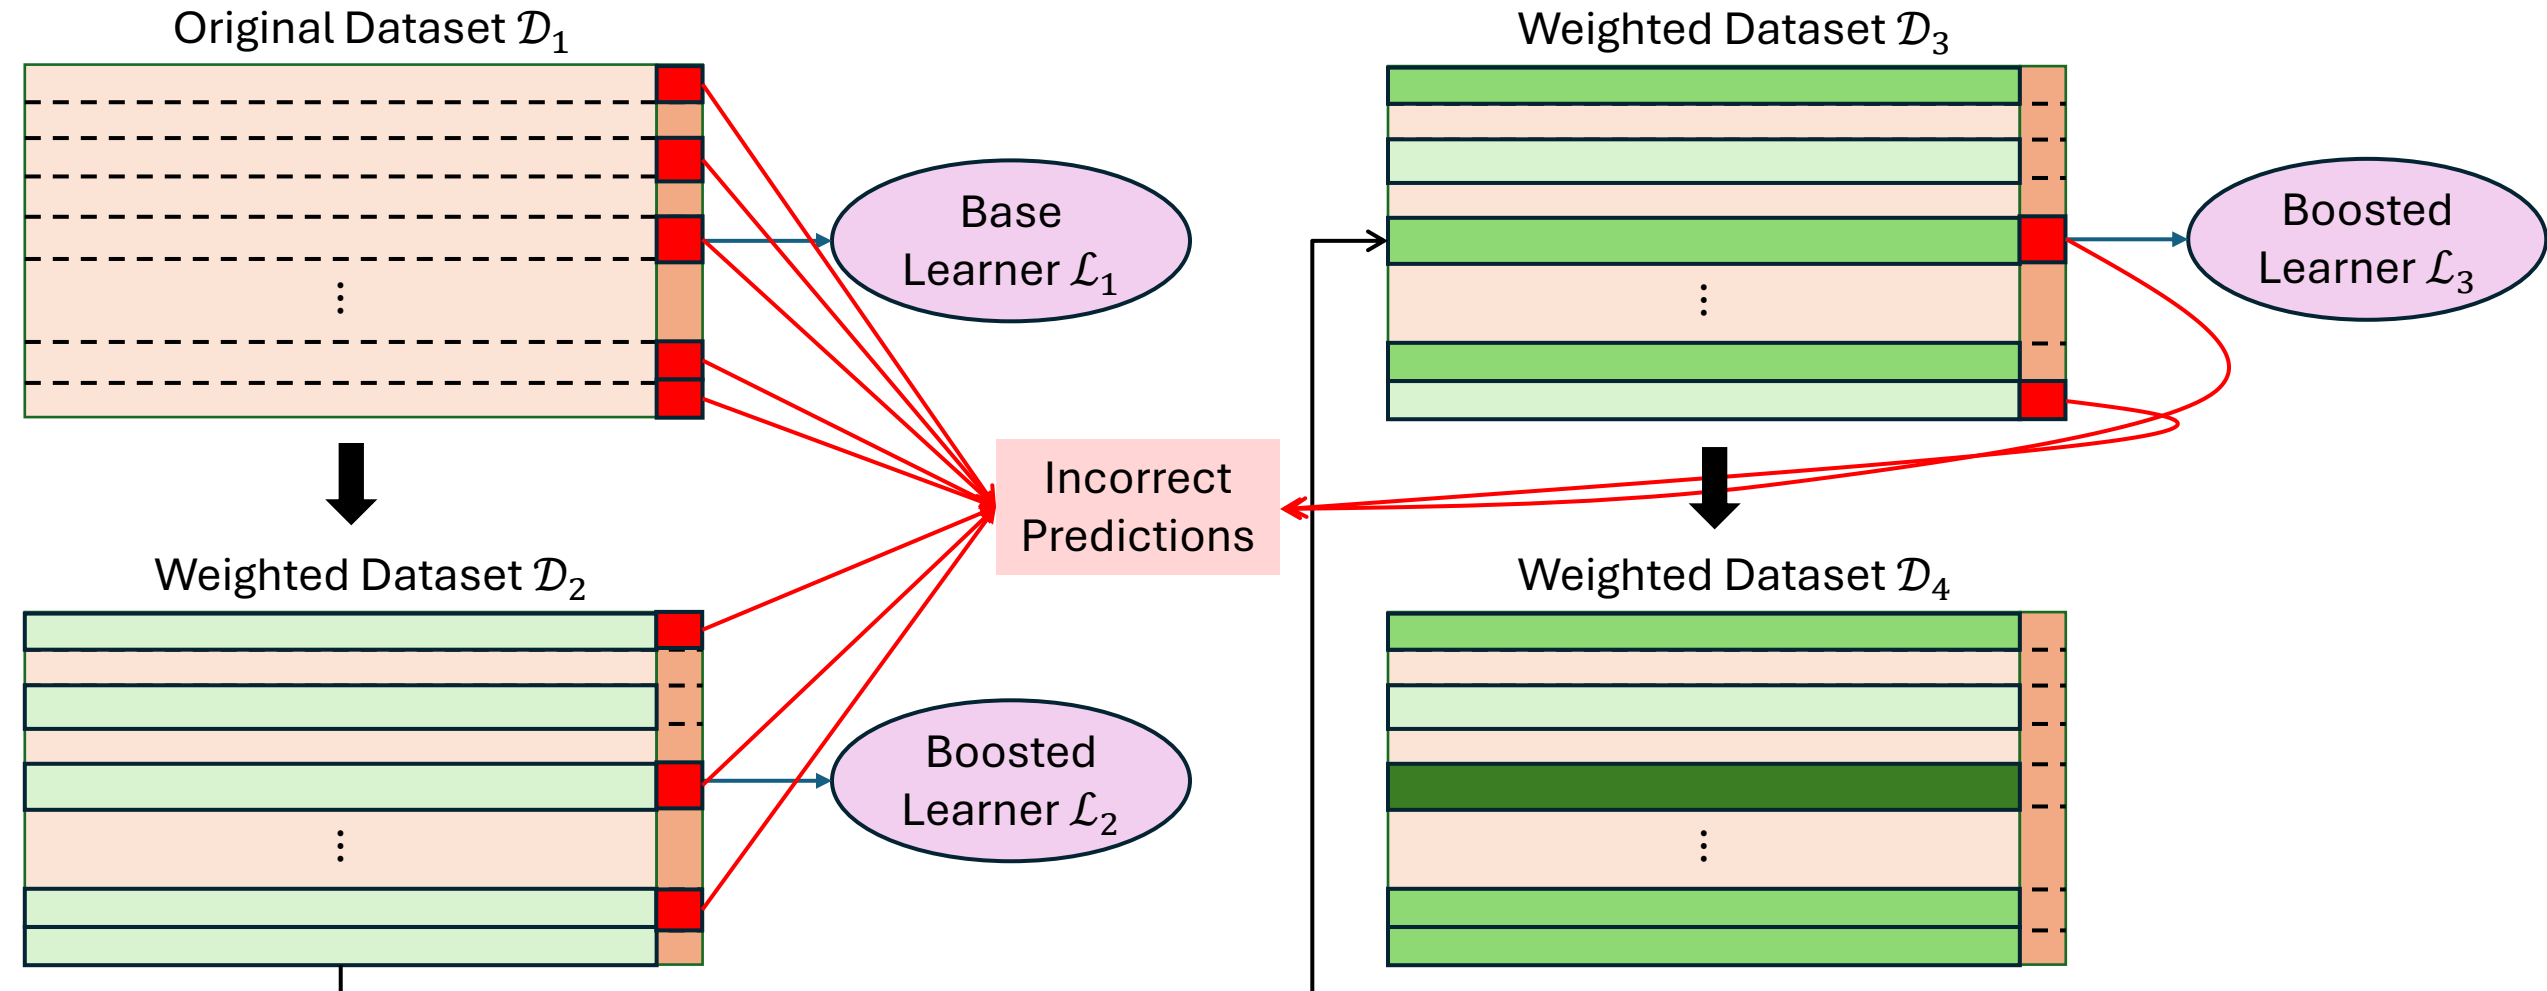 Original Dataset 𝒟₁
Base
Learner ℒ₁
Weighted Dataset 𝒟₂
Boosted
Learner ℒ₂
Incorrect
Predictions
Weighted Dataset 𝒟₃
Boosted
Learner ℒ₃
Weighted Dataset 𝒟₄